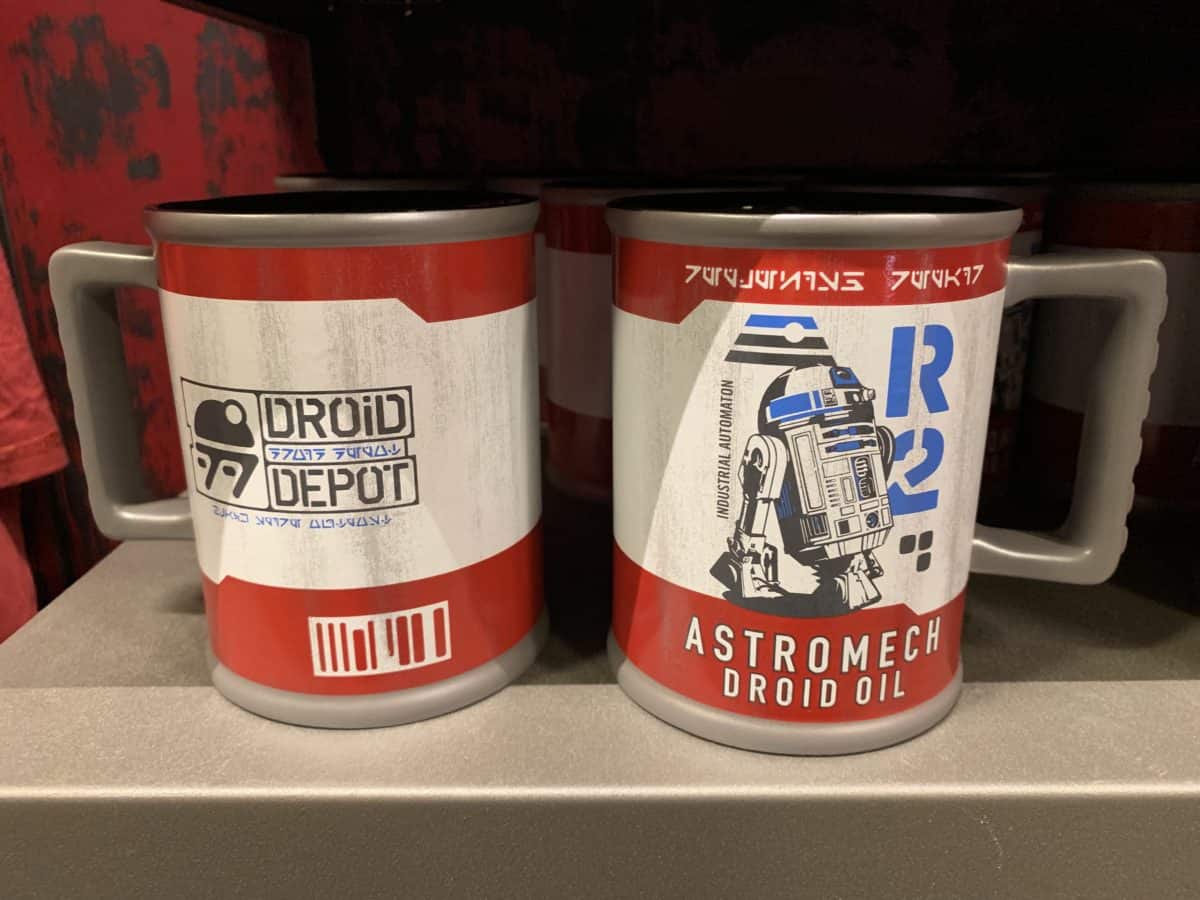 DROiD
DEPOT
INDUSTRIAL AUTOMATON
R
2
ASTROMECH
DROID OIL